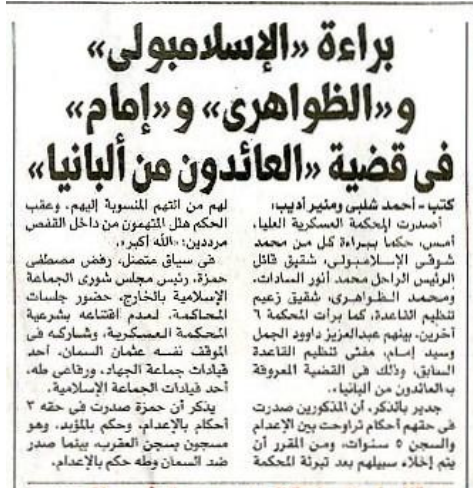 براءة «الإسلامبولى»
و«الظواهرى» و«إمام»
فى قضية «العائدون من ألبانيا»
كتب - أحمد شلبى ومنير أديب:
أصدرت المحكمة العسكرية العليا،
أمس، حكما ببراءة كل من محمد
شوقى الإسلامبولى، شقيق قاتل
الرئيس الراحل محمد أنور السادات،
ومحمد الظواهرى، شقيق زعيم
تنظيم القاعدة، كما برأت المحكمة ٦
آخرين، بينهم عبدالعزيز داوود الجمل
وسيد إمام، مفتى تنظيم القاعدة
السابق، وذلك فى القضية المعروفة
بـ«العائدون من ألبانيا».
جدير بالذكر، أن المذكورين صدرت
فى حقهم أحكام تراوحت بين الإعدام
والسجن ٥ سنوات، ومن المقرر أن
يتم إخلاء سبيلهم بعد تبرئة المحكمة
لهم من التهم المنسوبة إليهم، وعقب
الحكم هلل المتهمون من داخل القفص
مرددين: «الله أكبر».
فى سياق متصل، رفض مصطفى
حمزة، رئيس مجلس شورى الجماعة
الإسلامية بالخارج، حضور جلسات
المحاكمة، لعدم اقتناعه بشرعية
المحكمة العسكرية، وشاركه فى
الموقف نفسه عثمان السمان، أحد
قيادات جماعة الجهاد، ورفاعى طه،
أحد قيادات الجماعة الإسلامية.
يذكر أن حمزة صدرت فى حقه ٣
أحكام بالإعدام، وحكم بالمؤبد، وهو
مسجون بسجن العقرب، بينما صدر
ضد السمان وطه حكم بالإعدام.